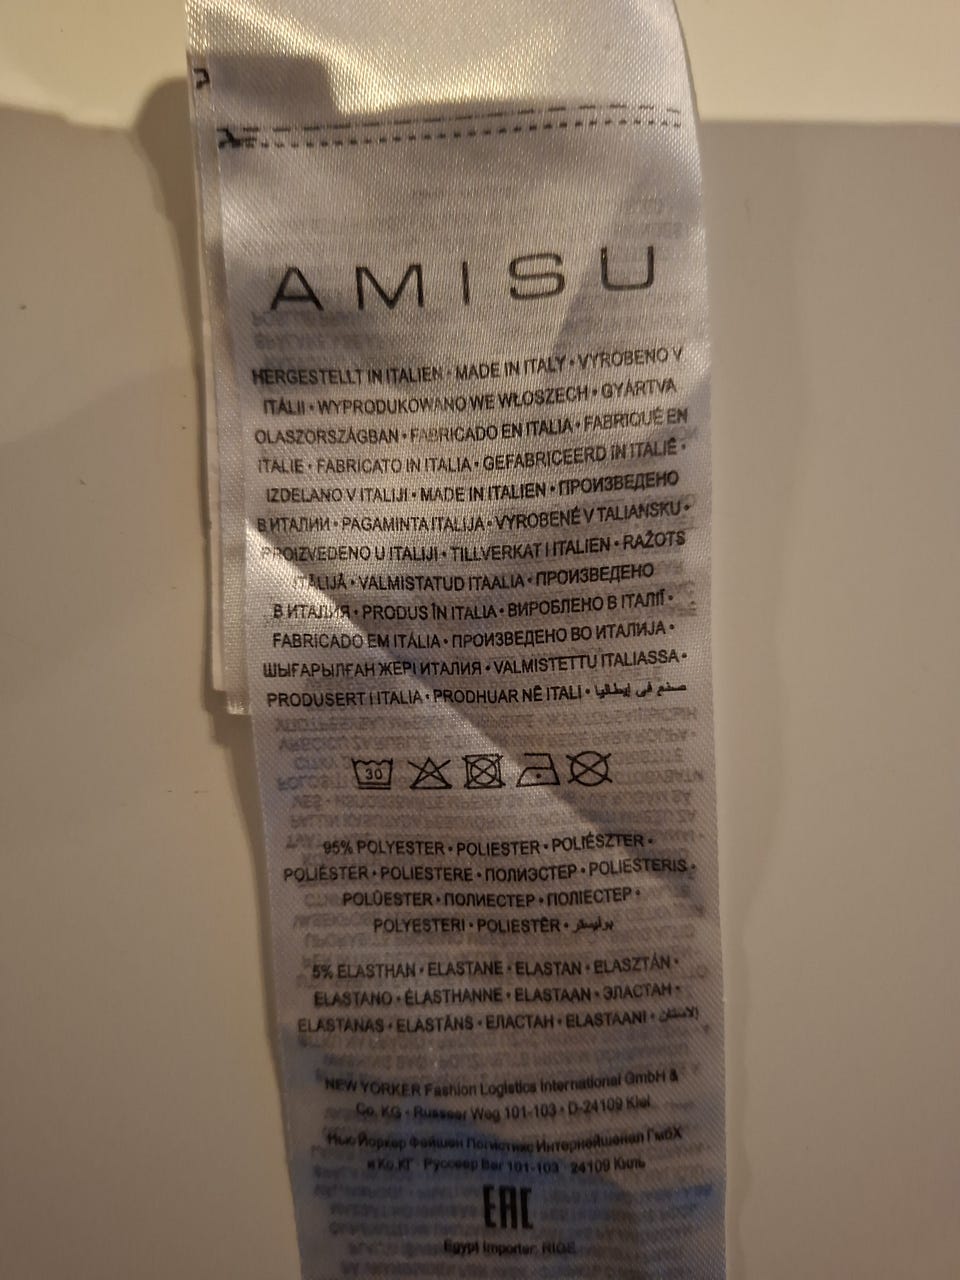 AMISU
HERGESTELLT IN ITALIEN • MADE IN ITALY • VYROBENO V
ITÁLII • WYPRODUKOWANO WE WŁOSZECH • GYÁRTVA
OLASZORSZÁGBAN • FABRICADO EN ITALIA • FABRIQUÉ EN
ITALIE • FABRICATO IN ITALIA • GEFABRICEERD IN ITALIË •
IZDELANO V ITALIJI • MADE IN ITALIEN • ПРОИЗВЕДЕНО
В ИТАЛИИ • PAGAMINTA ITALIJA • VYROBENÉ V TALIANSKU •
PROIZVEDENO U ITALIJI • TILLVERKAT I ITALIEN • RAŽOTS
ITĀLIJĀ • VALMISTATUD ITAALIA • ПРОИЗВЕДЕНО
В ИТАЛИЯ • PRODUS ÎN ITALIA • ВИРОБЛЕНО В ІТАЛІЇ •
FABRICADO EM ITÁLIA • ПРОИЗВЕДЕНО ВО ИТАЛИЈА •
ШЫҒАРЫЛҒАН ЖЕРІ ИТАЛИЯ • VALMISTETTU ITALIASSA •
PRODUSERT I ITALIA • PRODHUAR NË ITALI • صنع في إيطاليا
30
95% POLYESTER • POLIESTER • POLIÉSZTER •
POLIÉSTER • POLIESTERE • ПОЛИЭСТЕР • POLIESTERIS •
POLÜESTER • ПОЛИЕСТЕР • ПОЛІЕСТЕР •
POLYESTERI • POLIESTËR • بوليستر
5% ELASTHAN • ELASTANE • ELASTAN • ELASZTÁN •
ELASTANO • ÉLASTHANNE • ELASTAAN • ЭЛАСТАН •
ELASTANAS • ELASTĀNS • ЕЛАСТАН • ELASTAANI •
NEW YORKER Fashion Logistics International GmbH &
Co. KG • Russeer Weg 101-103 • D-24109 Kiel
Нью Йоркер Фэйшен Логистикс Интернейшенал ГмбХ
и Ко.КГ Руссеер Вег 101-103 24109 Киль
EAC
Egypt Importer: RIGE